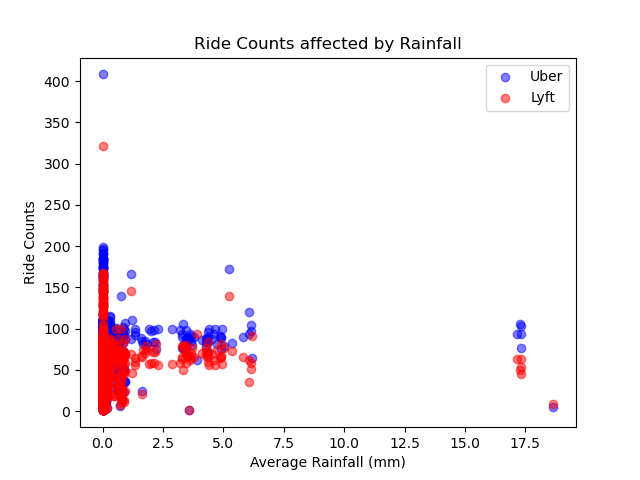 Ride Counts affected by Rainfall
Uber
Lyft
400
350
300
250
200
150
100
50
0
Ride Counts
0.0 2.5 5.0 7.5 10.0 12.5 15.0 17.5
Average Rainfall (mm)